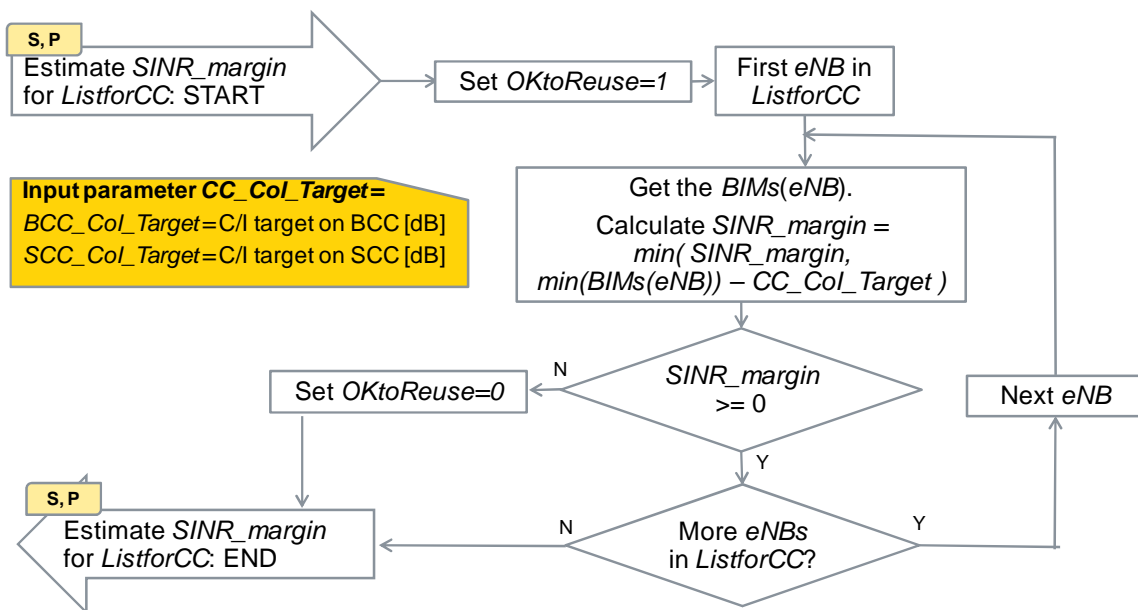 S, P
Estimate SINR_margin
for ListforCC: START
Set OKtoReuse=1
First eNB in
ListforCC
Input parameter CC_CoI_Target=
BCC_CoI_Target=C/I target on BCC [dB]
SCC_CoI_Target=C/I target on SCC [dB]
Get the BIMs(eNB).
Calculate SINR_margin =
min( SINR_margin,
min(BIMs(eNB)) – CC_CoI_Target )
N
SINR_margin
>= 0
Set OKtoReuse=0
Next eNB
Y
S, P
Estimate SINR_margin
for ListforCC: END
N
More eNBs
in ListforCC?
Y